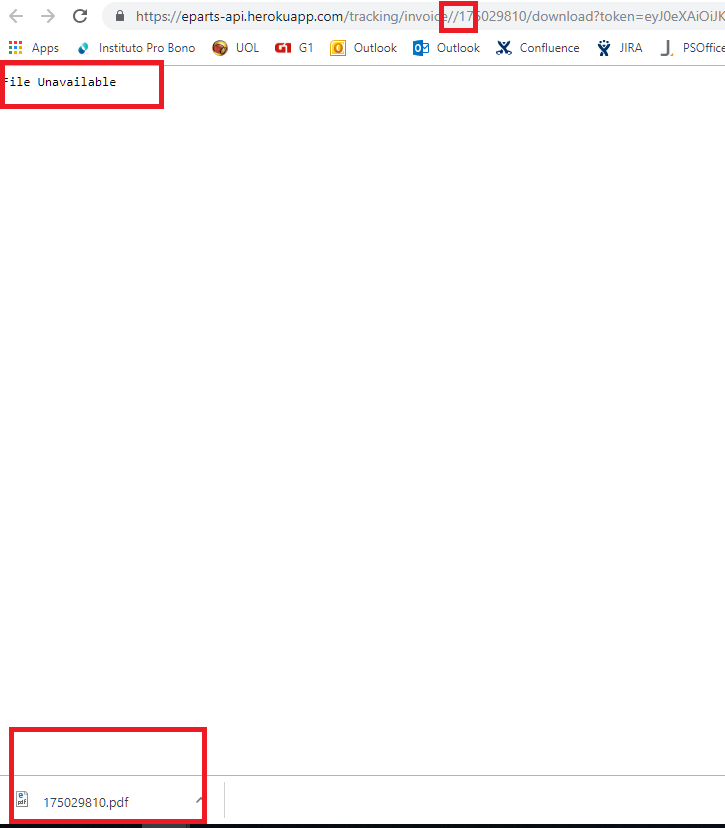 https://eparts-api.herokuapp.com/tracking/invoice//175029810/download?token=eyJ0eXAiOiJK
Apps Instituto Pro Bono UOL G1 G1 Outlook Outlook Confluence JIRA PSOffice
File Unavailable
175029810.pdf